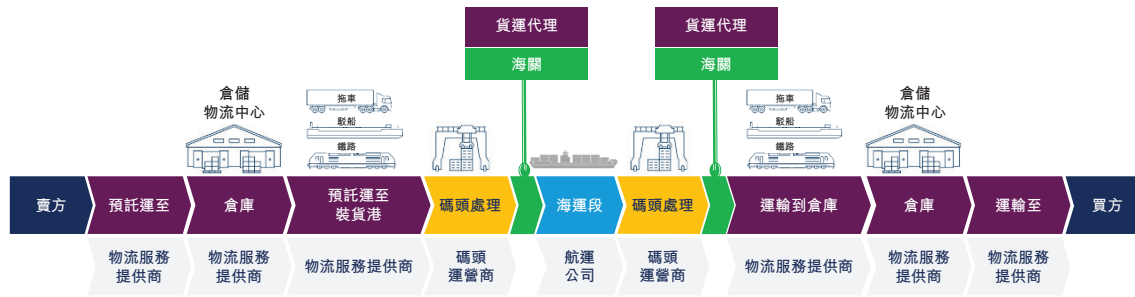 貨運代理
海關
貨運代理
海關
倉儲
物流中心
拖車
駁船
鐵路
拖車
駁船
鐵路
倉儲
物流中心
賣方
預託運至
倉庫
預託運至
裝貨港
碼頭處理
海運段
碼頭處理
運輸到倉庫
倉庫
運輸至
買方
物流服務
提供商
物流服務
提供商
物流服務提供商
碼頭
運營商
航運
公司
碼頭
運營商
物流服務提供商
物流服務
提供商
物流服務
提供商